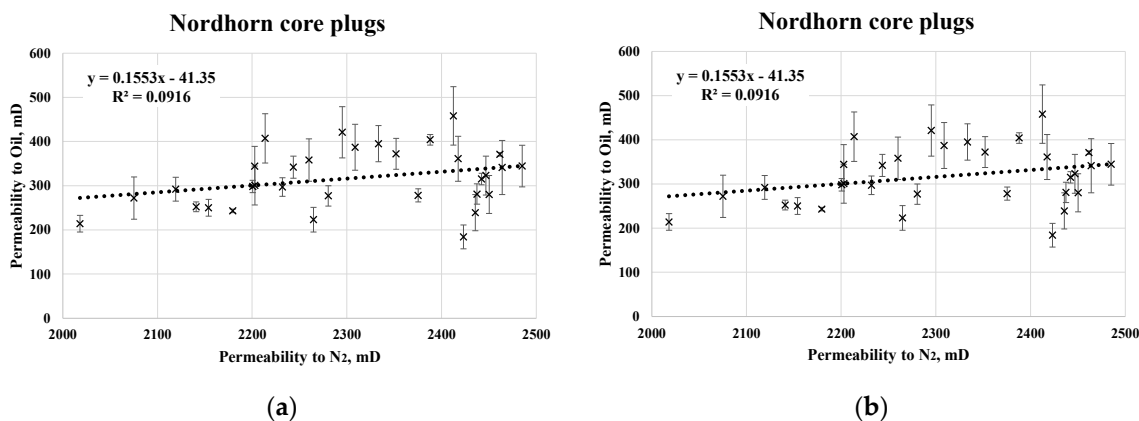 Nordhorn core plugs
y = 0.1553x - 41.35
R² = 0.0916
Permeability to Oil, mD
600
500
400
300
200
100
0
2000 2100 2200 2300 2400 2500
Permeability to N₂, mD
(a)
Nordhorn core plugs
y = 0.1553x - 41.35
R² = 0.0916
Permeability to Oil, mD
600
500
400
300
200
100
0
2000 2100 2200 2300 2400 2500
Permeability to N₂, mD
(b)